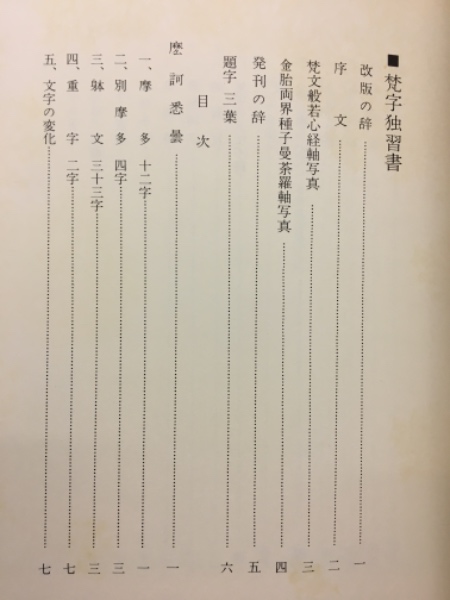 ■梵字独習書
改版の辞……一
序文……二
梵文般若心経軸写真……三
金胎両界種子曼荼羅軸写真……四
発刊の辞……五
題字三葉……六
目次
摩訶悉曇……一
一、摩多 十二字……一
二、別摩多 四字……三
三、躰文 三十三字……三
四、重字 二字……七
五、文字の変化……七